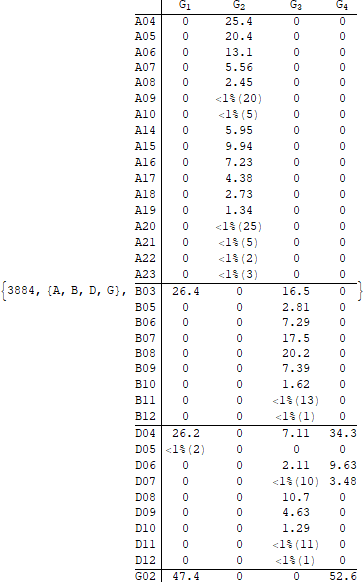 G1 G2 G3 G4
A04 0 25.4 0 0
A05 0 20.4 0 0
A06 0 13.1 0 0
A07 0 5.56 0 0
A08 0 2.45 0 0
A09 0 <1%(20) 0 0
A10 0 <1%(5) 0 0
A14 0 5.95 0 0
A15 0 9.94 0 0
A16 0 7.23 0 0
A17 0 4.38 0 0
A18 0 2.73 0 0
A19 0 1.34 0 0
A20 0 <1%(25) 0 0
A21 0 <1%(5) 0 0
A22 0 <1%(2) 0 0
A23 0 <1%(3) 0 0
{3884, {A, B, D, G}, B03 26.4 0 16.5 0 }
B05 0 0 2.81 0
B06 0 0 7.29 0
B07 0 0 17.5 0
B08 0 0 20.2 0
B09 0 0 7.39 0
B10 0 0 1.62 0
B11 0 0 <1%(13) 0
B12 0 0 <1%(1) 0
D04 26.2 0 7.11 34.3
D05 <1%(2) 0 0 0
D06 0 0 2.11 9.63
D07 0 0 <1%(10) 3.48
D08 0 0 10.7 0
D09 0 0 4.63 0
D10 0 0 1.29 0
D11 0 0 <1%(11) 0
D12 0 0 <1%(1) 0
G02 47.4 0 0 52.6